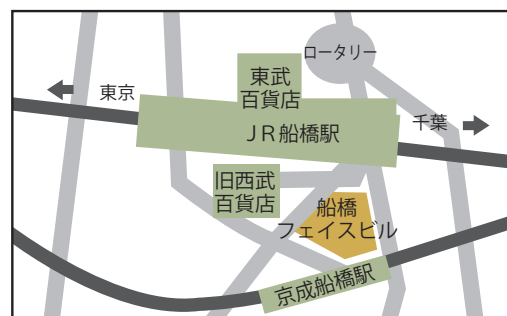 ロータリー
東武
百貨店
東京
千葉
JR船橋駅
旧西武
百貨店
船橋
フェイスビル
京成船橋駅